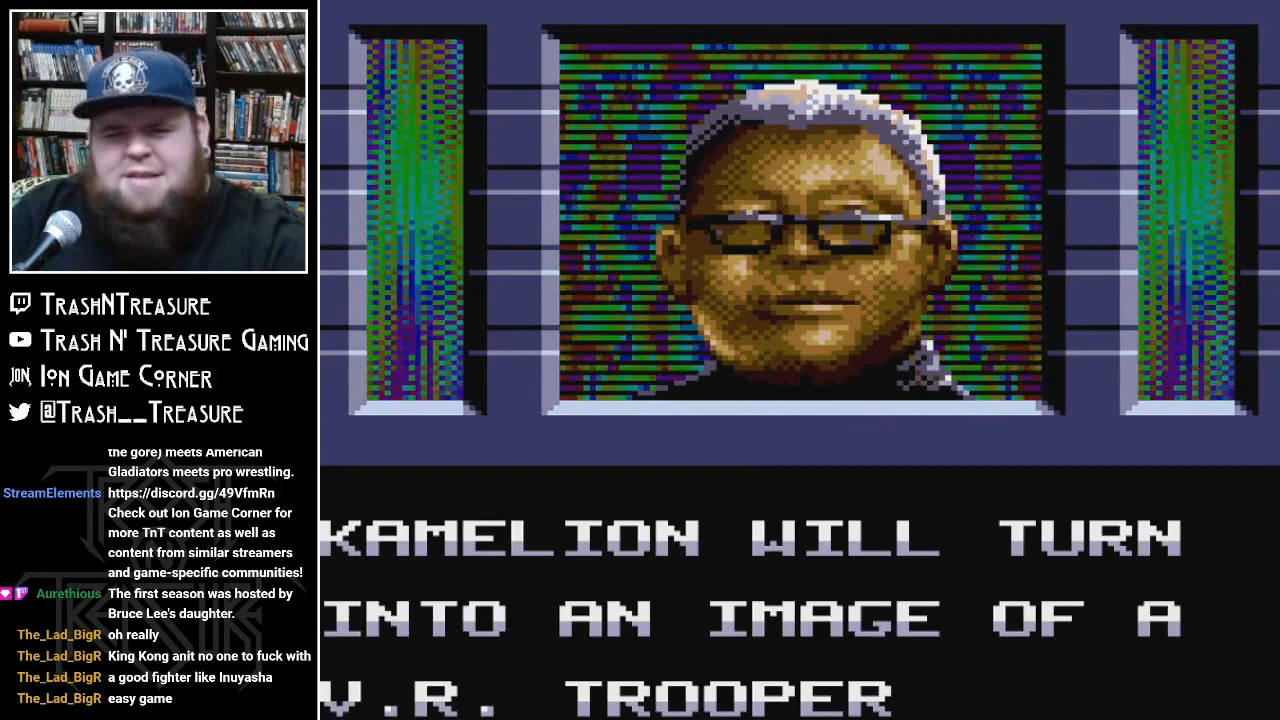 TrashNTreasure
Trash N' Treasure Gaming
ION Ion Game Corner
@Trash__Treasure
the gore) meets American
Gladiators meets pro wrestling.
StreamElements https://discord.gg/49VfmRn
Check out Ion Game Corner for
more TnT content as well as
content from similar streamers
and game-specific communities!
1 Aurethious The first season was hosted by
Bruce Lee's daughter.
The_Lad_BigR oh really
The_Lad_BigR King Kong anit no one to fuck with
The_Lad_BigR a good fighter like Inuyasha
The_Lad_BigR easy game
KAMELION WILL TURN
INTO AN IMAGE OF A
V.R. TROOPER